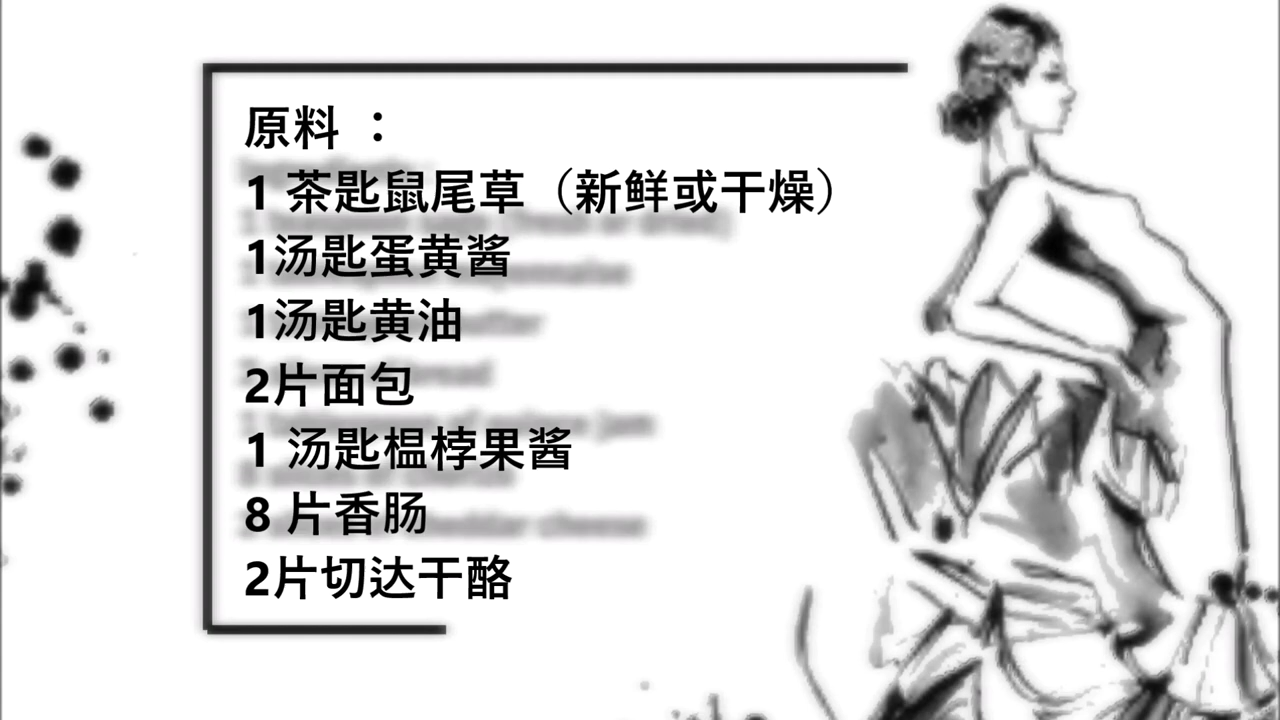 原料 ：
1 茶匙鼠尾草（新鲜或干燥）
1汤匙蛋黄酱
1汤匙黄油
2片面包
1 汤匙榅桲果酱
8 片香肠
2片切达干酪